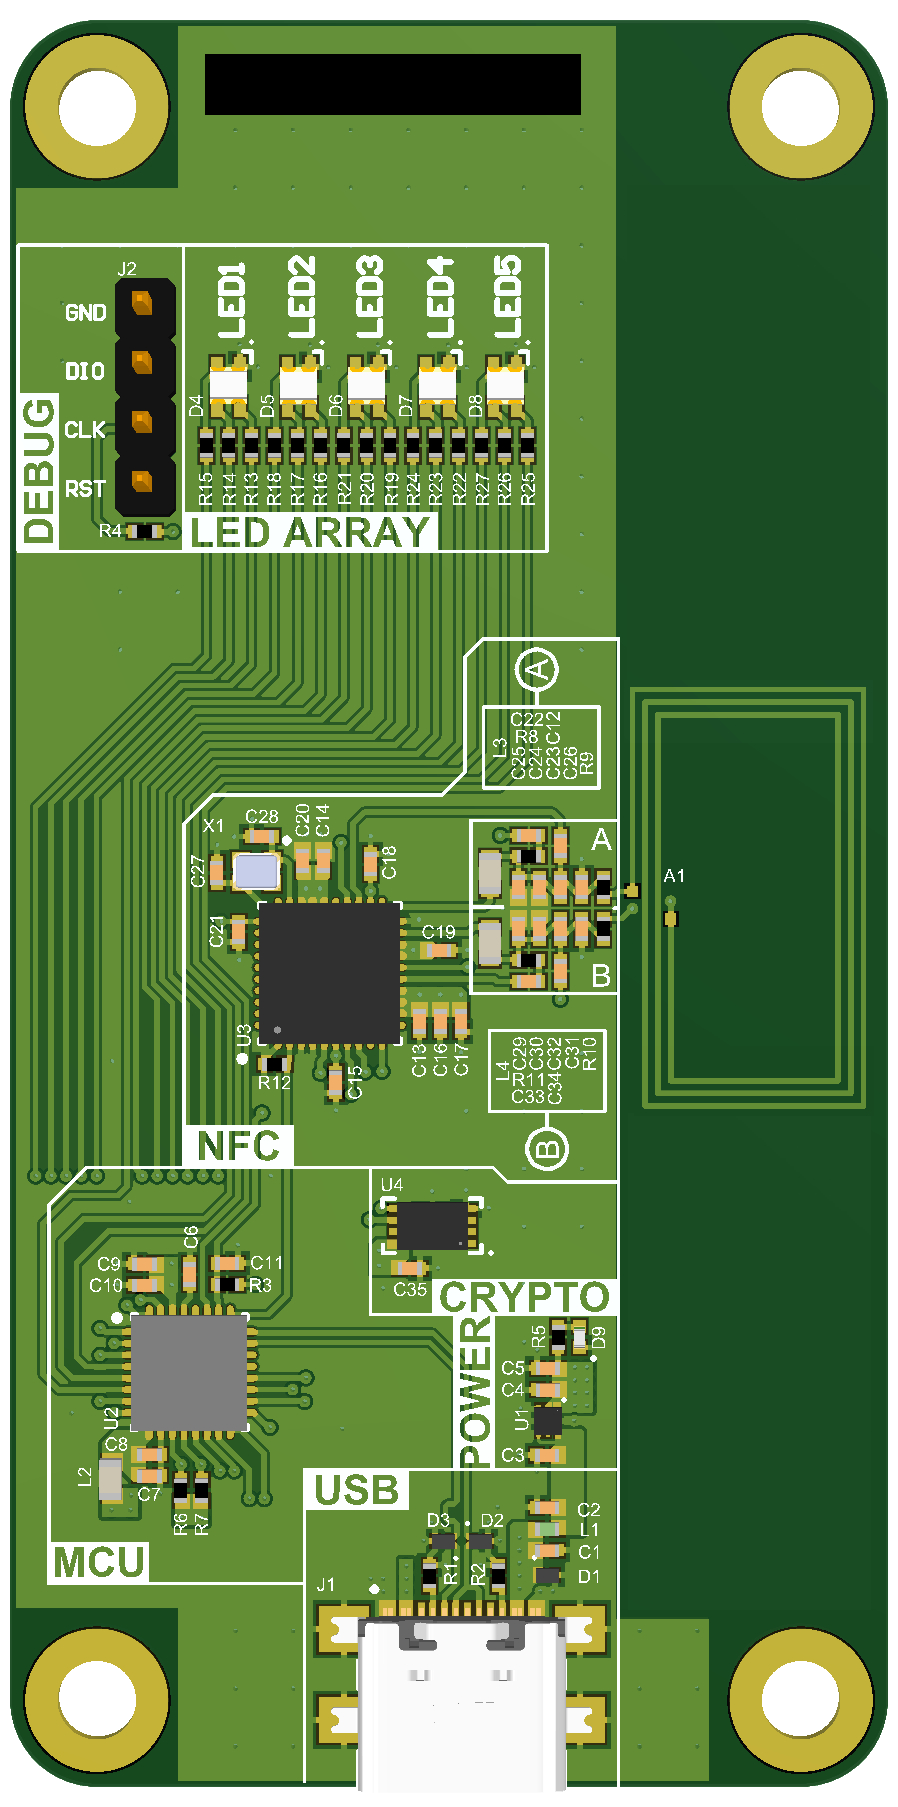 J2
GND
DIO
CLK
RST
R4
DEBUG
LED1
LED2
LED3
LED4
LED5
D4
D5
D6
D7
D8
R15
R14
R13
R18
R17
R16
R21
R20
R19
R24
R23
R22
R27
R26
R25
LED ARRAY
A
L3
C22 C12
R8
C25 C24 C23 C26 R9
X1
C28
C20
C14
C27
C18
C21
C19
A
B
A1
U3
R12
C15
C13
C16
C17
L4
C29 C30 C32 C31 R10
R11
C33 C34
B
NFC
U4
C35
CRYPTO
C9
C10
C6
C11
R3
U2
C8
C7
L2
R6
R7
MCU
POWER
R5
D9
C5
C4
U1
C3
USB
D3
D2
C2
L1
C1
D1
R1
R2
J1